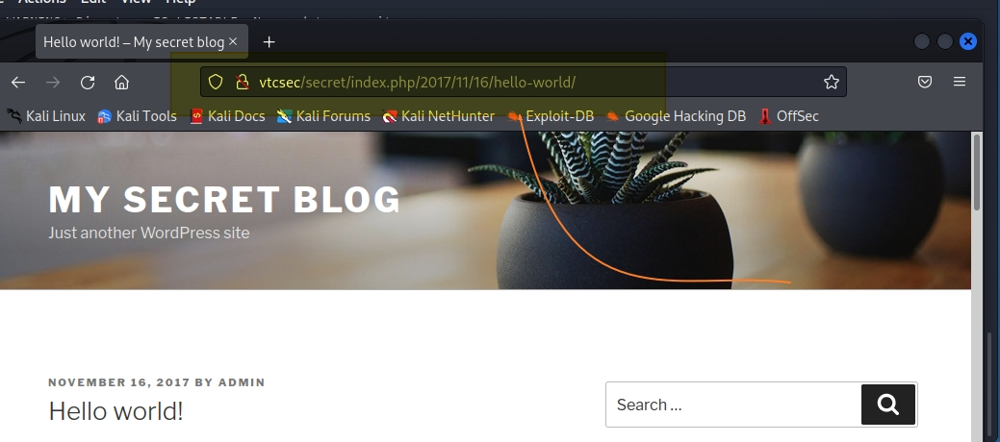 Actions Edit View Help
Hello world! – My secret blog
vtcsec/secret/index.php/2017/11/16/hello-world/
Kali Linux Kali Tools Kali Docs Kali Forums Kali NetHunter Exploit-DB Google Hacking DB OffSec
MY SECRET BLOG
Just another WordPress site
NOVEMBER 16, 2017 BY ADMIN
Hello world!
Search …